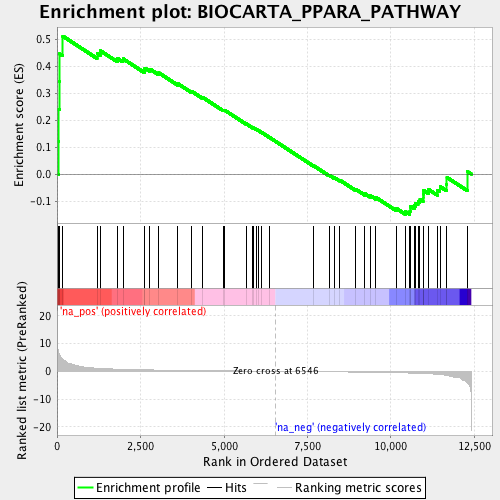 Enrichment plot: BIOCARTA_PPARA_PATHWAY
Enrichment score (ES)
0.5
0.4
0.3
0.2
0.1
0.0
-0.1
'na_pos' (positively correlated)
Ranked list metric (PreRanked)
20
10
0
-10
-20
Zero cross at 6546
'na_neg' (negatively correlated)
0
2,500
5,000
7,500
10,000
12,500
Rank in Ordered Dataset
Enrichment profile
Hits
Ranking metric scores